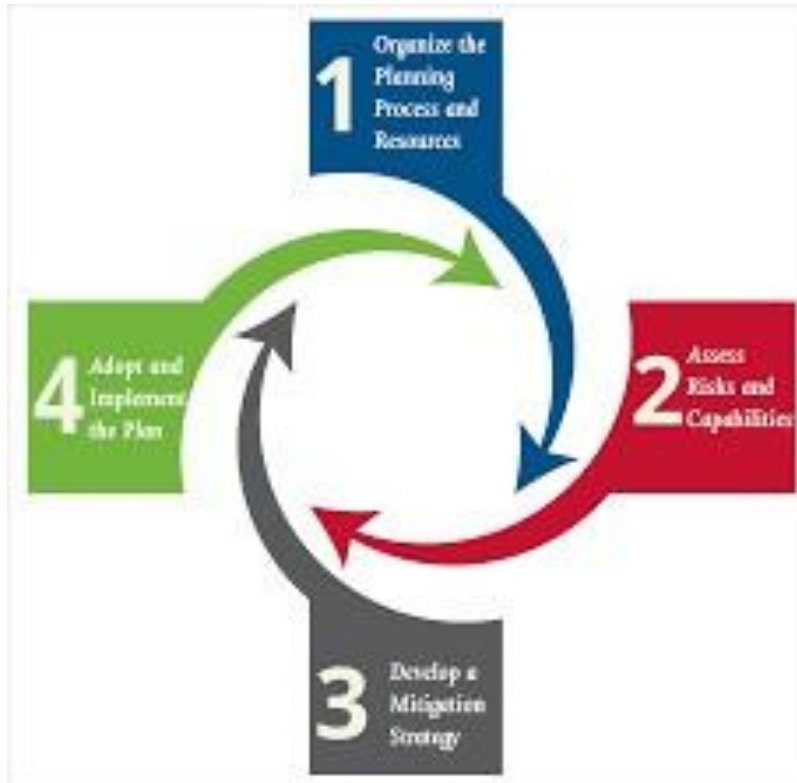 1
Organize the
Planning
Process and
Resources
2
Assess
Risks and
Capabilities
3
Develop a
Mitigation
Strategy
4
Adopt and
Implement
the Plan